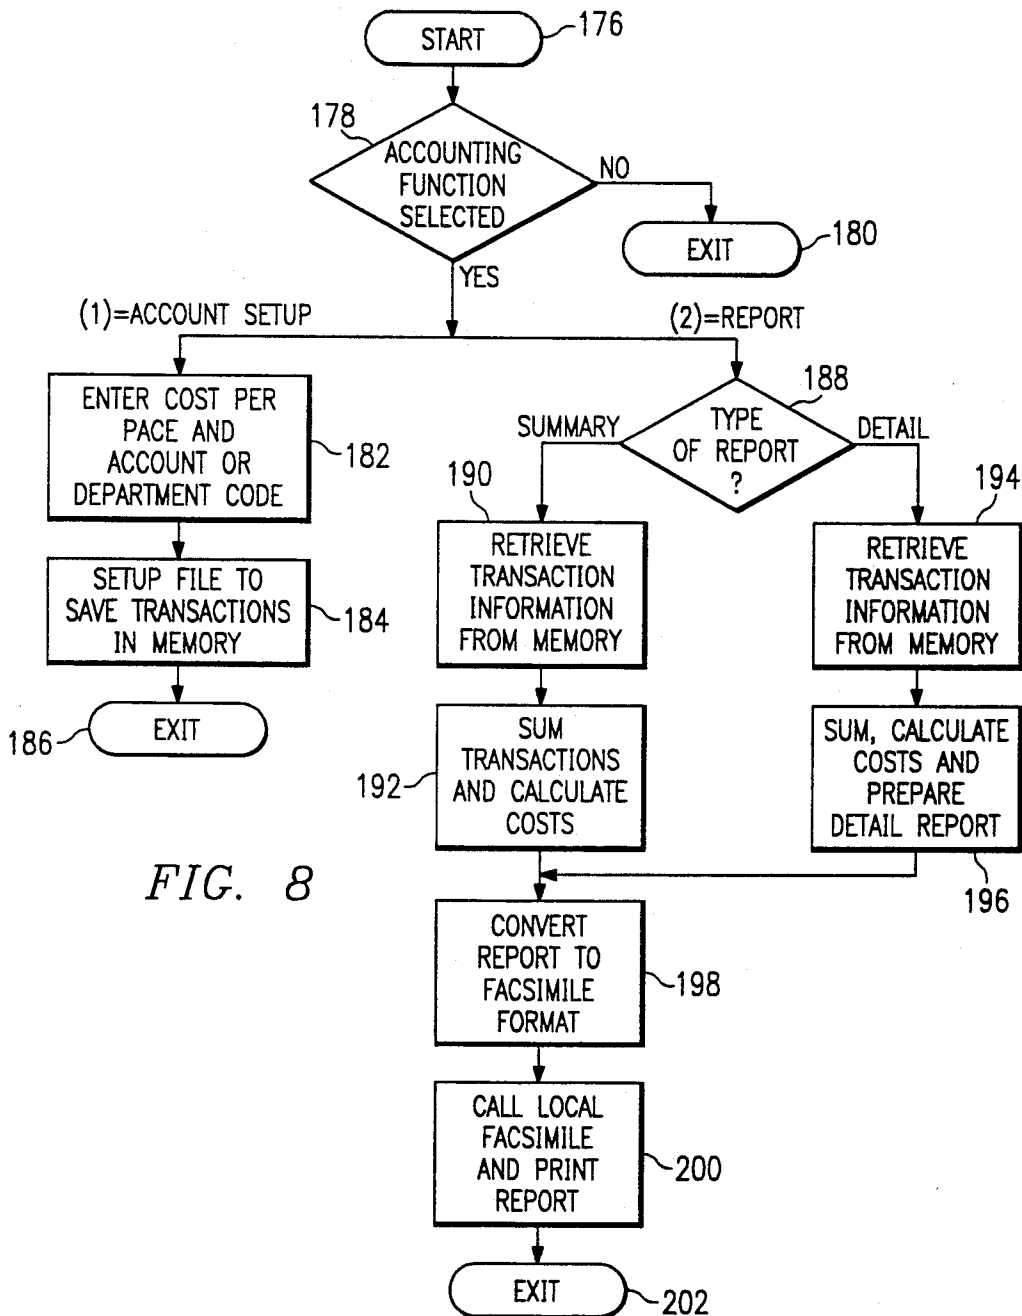 START
176
178
ACCOUNTING
FUNCTION
SELECTED
NO
EXIT
180
YES
(1)=ACCOUNT SETUP
(2)=REPORT
ENTER COST PER
PACE AND
ACCOUNT OR
DEPARTMENT CODE
182
SETUP FILE TO
SAVE TRANSACTIONS
IN MEMORY
184
EXIT
186
188
TYPE
OF REPORT
?
SUMMARY
DETAIL
190
RETRIEVE
TRANSACTION
INFORMATION
FROM MEMORY
194
RETRIEVE
TRANSACTION
INFORMATION
FROM MEMORY
192
SUM
TRANSACTIONS
AND CALCULATE
COSTS
SUM, CALCULATE
COSTS AND
PREPARE
DETAIL REPORT
196
FIG. 8
CONVERT
REPORT TO
FACSIMILE
FORMAT
198
CALL LOCAL
FACSIMILE
AND PRINT
REPORT
200
EXIT
202